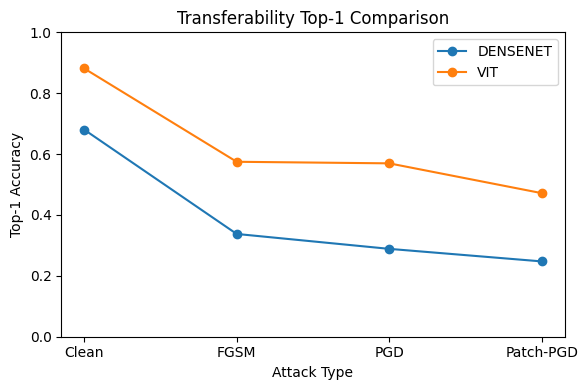 Transferability Top-1 Comparison
DENSENET
VIT
Top-1 Accuracy
1.0
0.8
0.6
0.4
0.2
0.0
Clean
FGSM
PGD
Patch-PGD
Attack Type